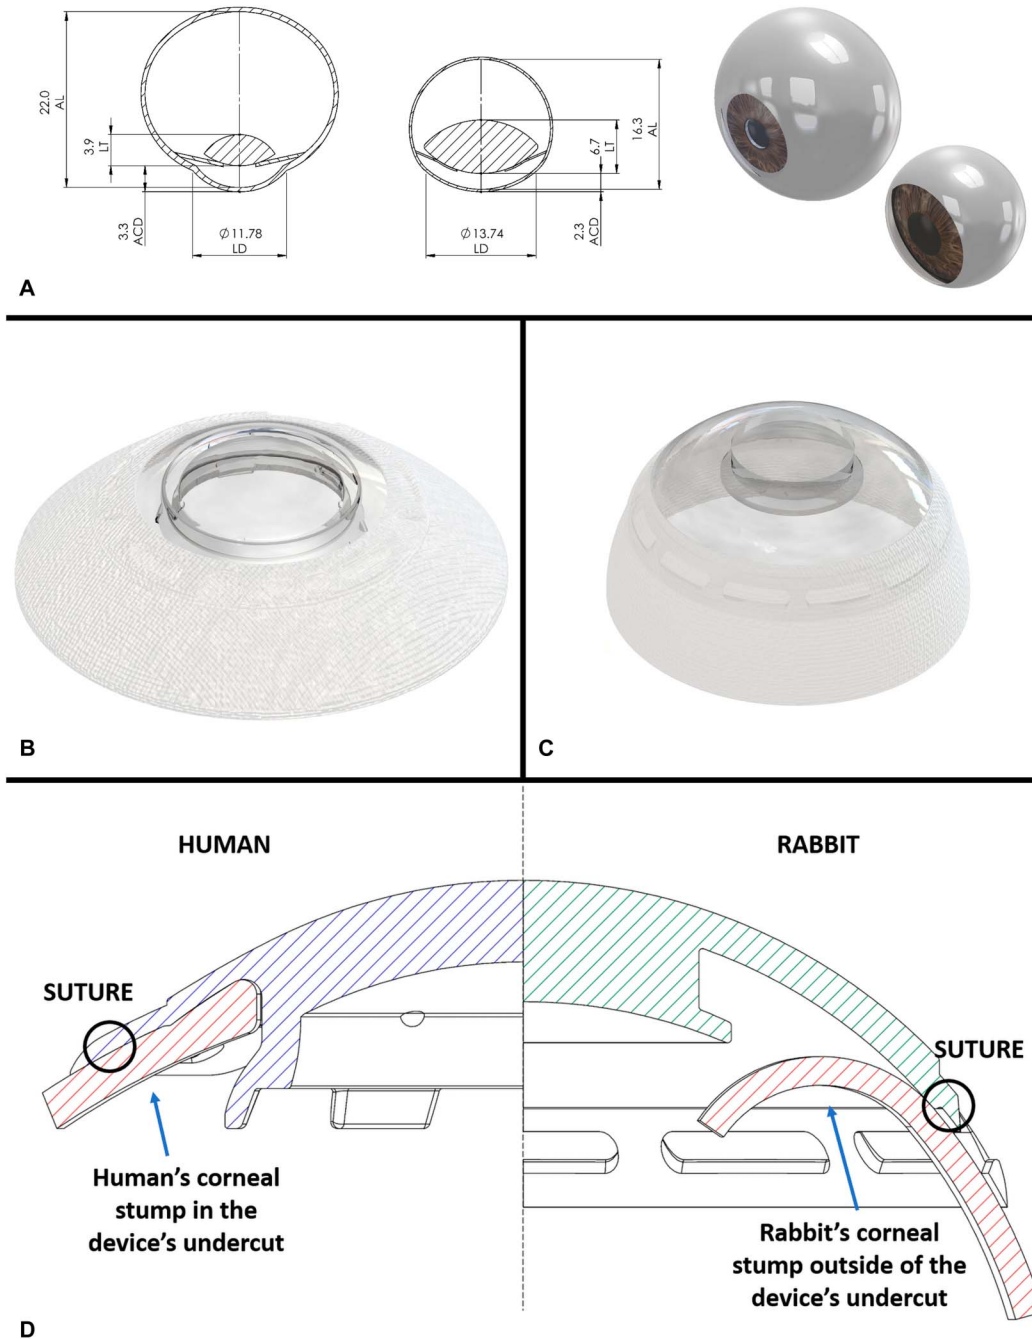 22.0
AL
3.9
LT
3.3
ACD
Ø11.78
LD
Ø13.74
LD
6.7
LT
16.3
AL
2.3
ACD
A
B
C
HUMAN
RABBIT
SUTURE
SUTURE
Human's corneal
stump in the
device's undercut
Rabbit's corneal
stump outside of the
device's undercut
D